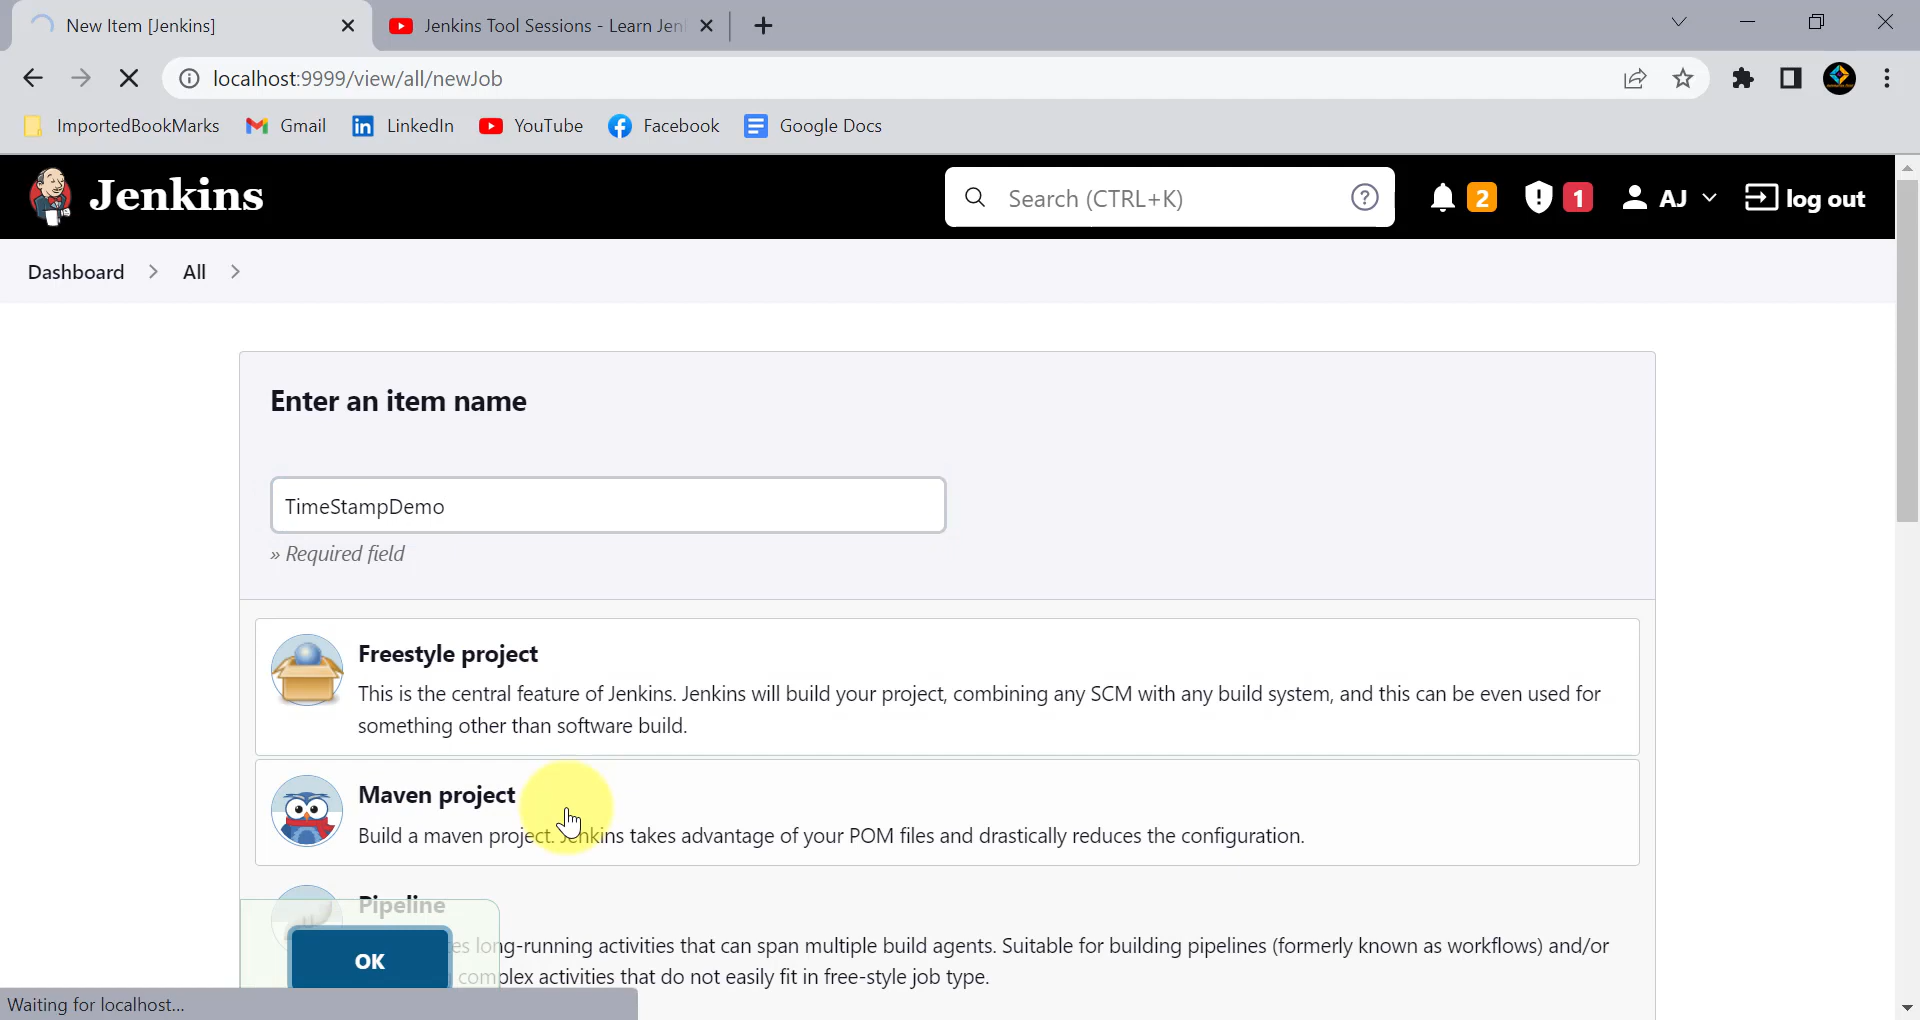 New Item [Jenkins]
Jenkins Tool Sessions - Learn Jen
localhost:9999/view/all/newJob
ImportedBookMarks Gmail LinkedIn YouTube Facebook Google Docs
Jenkins
Search (CTRL+K)
2
1
AJ
log out
Dashboard All
Enter an item name
TimeStampDemo
» Required field
Freestyle project
This is the central feature of Jenkins. Jenkins will build your project, combining any SCM with any build system, and this can be even used for
something other than software build.
Maven project
Build a maven project. Jenkins takes advantage of your POM files and drastically reduces the configuration.
Pipeline
long-running activities that can span multiple build agents. Suitable for building pipelines (formerly known as workflows) and/or
complex activities that do not easily fit in free-style job type.
OK
Waiting for localhost...